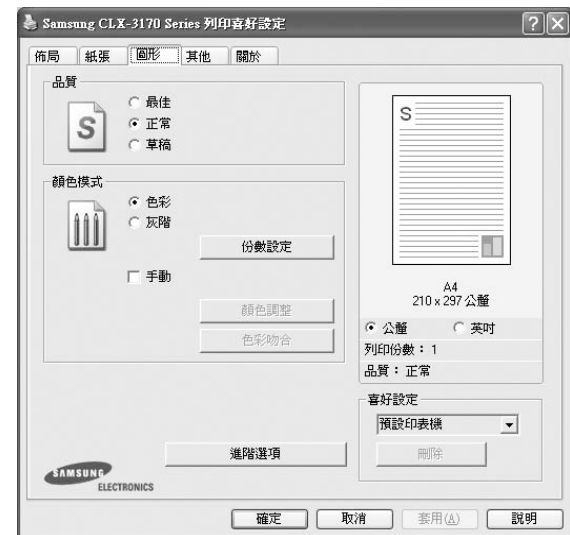 Samsung CLX-3170 Series 列印喜好設定
佈局 紙張 圖形 其他 關於
品質
最佳
正常
草稿
S
顏色模式
色彩
灰階
份數設定
手動
顏色調整
色彩吻合
進階選項
SAMSUNG
ELECTRONICS
S
A4
210 x 297 公釐
公釐 英吋
列印份數：1
品質：正常
喜好設定
預設印表機
刪除
確定 取消 套用(A) 說明